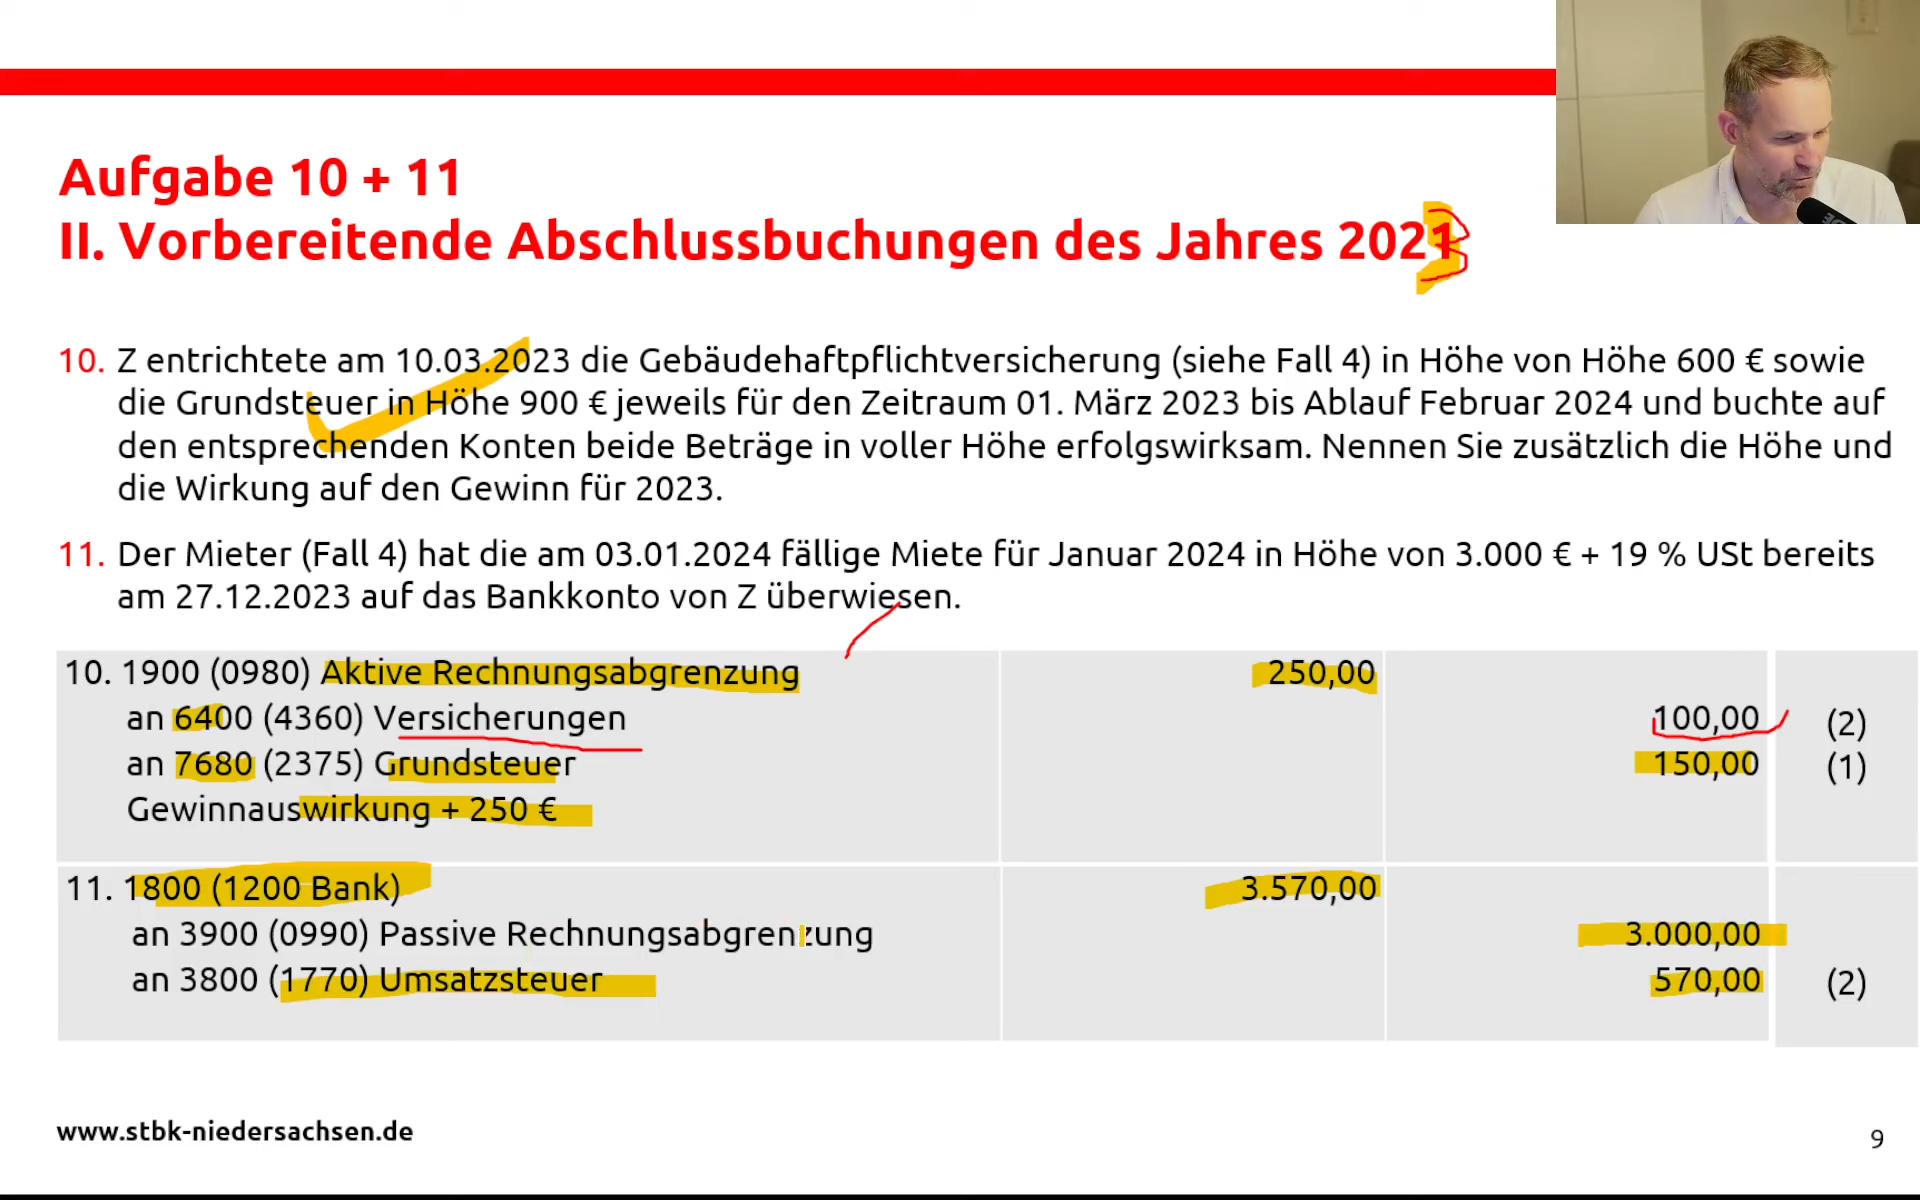 Aufgabe 10 + 11
II. Vorbereitende Abschlussbuchungen des Jahres 2021
10. Z entrichtete am 10.03.2023 die Gebäudehaftpflichtversicherung (siehe Fall 4) in Höhe von Höhe 600 € sowie
die Grundsteuer in Höhe 900 € jeweils für den Zeitraum 01. März 2023 bis Ablauf Februar 2024 und buchte auf
den entsprechenden Konten beide Beträge in voller Höhe erfolgswirksam. Nennen Sie zusätzlich die Höhe und
die Wirkung auf den Gewinn für 2023.
11. Der Mieter (Fall 4) hat die am 03.01.2024 fällige Miete für Januar 2024 in Höhe von 3.000 € + 19 % USt bereits
am 27.12.2023 auf das Bankkonto von Z überwiesen.
10. 1900 (0980) Aktive Rechnungsabgrenzung 250,00
an 6400 (4360) Versicherungen 100,00 (2)
an 7680 (2375) Grundsteuer 150,00 (1)
Gewinnauswirkung + 250 €
11. 1800 (1200 Bank) 3.570,00
an 3900 (0990) Passive Rechnungsabgrenzung 3.000,00
an 3800 (1770) Umsatzsteuer 570,00 (2)
www.stbk-niedersachsen.de
9